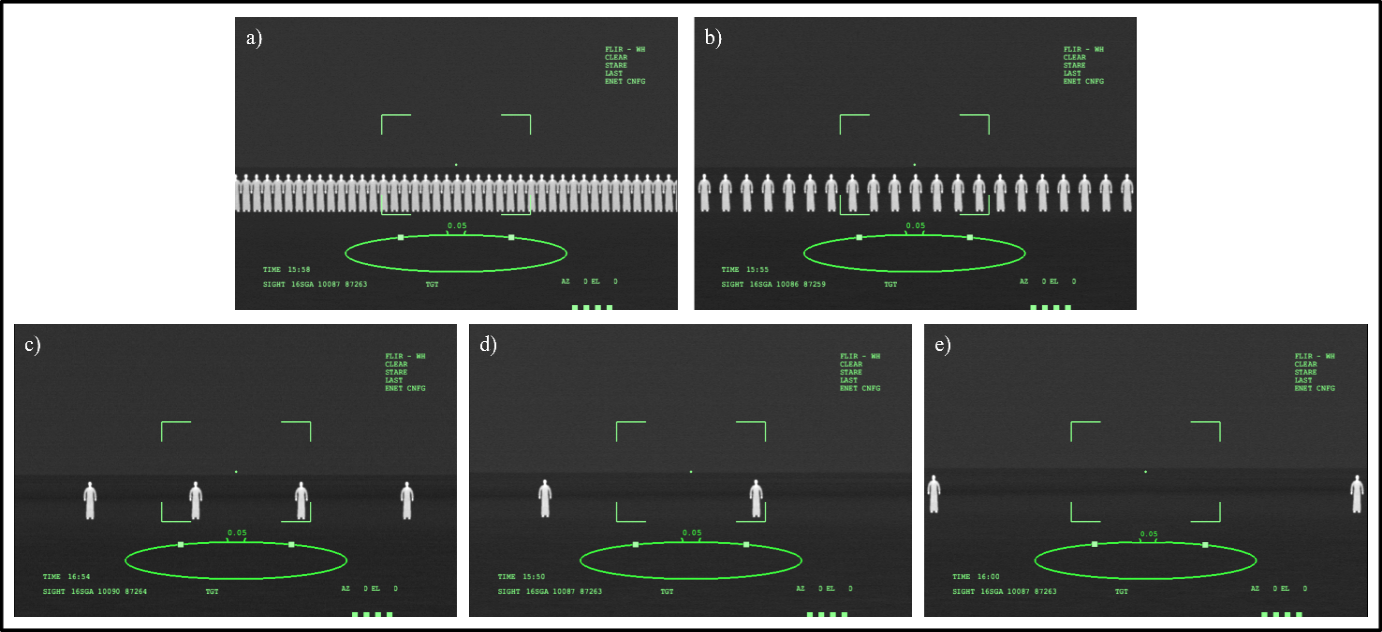 a)
FLIR - WH
CLEAR
STARE
LAST
ENET CNFG
0.05
TIME 15:58
SIGHT 16SGA 10087 87263 TGT
AZ 0 EL 0
b)
FLIR - WH
CLEAR
STARE
LAST
ENET CNFG
0.05
TIME 15:55
SIGHT 16SGA 10086 87259 TGT
AZ 0 EL 0
c)
FLIR - WH
CLEAR
STARE
LAST
ENET CNFG
0.05
TIME 16:54
SIGHT 16SGA 10090 87264 TGT
AZ 0 EL 0
d)
FLIR - WH
CLEAR
STARE
LAST
ENET CNFG
0.05
TIME 15:50
SIGHT 16SGA 10087 87263 TGT
AZ 0 EL 0
e)
FLIR - WH
CLEAR
STARE
LAST
ENET CNFG
0.05
TIME 16:00
SIGHT 16SGA 10087 87263 TGT
AZ 0 EL 0